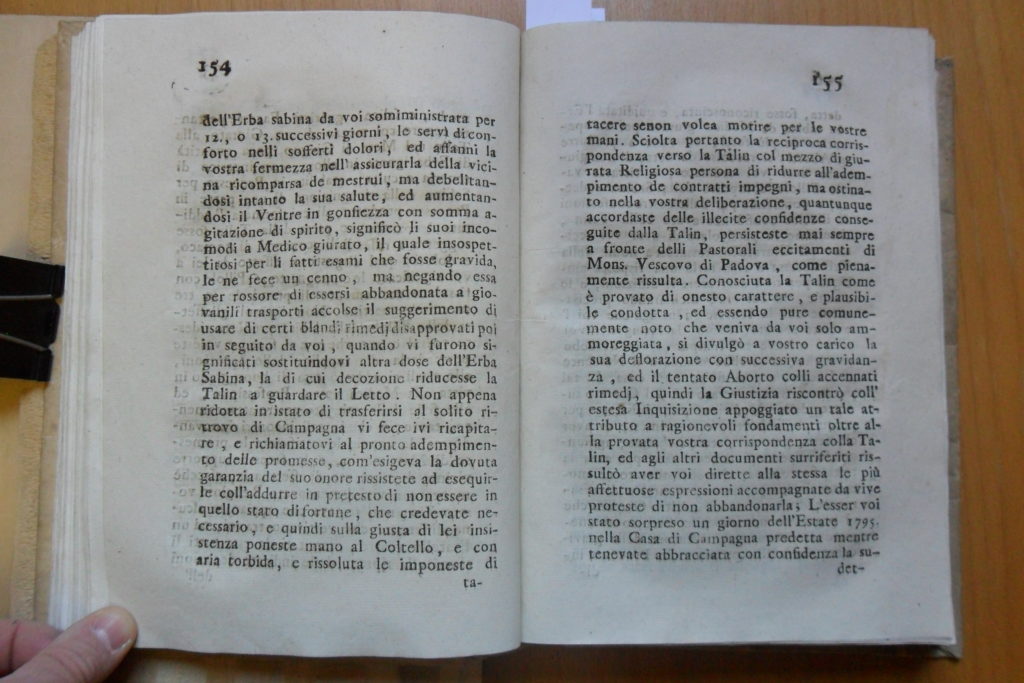 154
dell'Erba sabina da voi somministrata per
12., o 13. successivi giorni, le servì di con-
forto nelli sofferti dolori, ed affanni la
vostra fermezza nell' assicurarla della vici-
na ricomparsa de mestrui, ma debelitan-
dosi intanto la sua salute, ed aumentan-
dosi il Ventre in gonfiezza con somma a-
gitazione di spirito, significò li suoi inco-
modi a Medico giurato, il quale insospet-
titosi per li fatti esami che fosse gravida,
le ne fece un cenno, ma negando essa
per rossore di essersi abbandonata a gio-
vanili trasporti accolse il suggerimento di
usare di certi blandi rimedj disapprovati poi
in seguito da voi, quando vi furono si-
gnificati sostituindovi altra dose dell'Erba
Sabina, la di cui decozione riducesse la
Talin a guardare il Letto. Non appena
ridotta in istato di trasferirsi al solito ri-
trovo di Campagna vi fece ivi ricapita-
re, e richiamatovi al pronto adempimen-
to delle promesse, com'esigeva la dovuta
garanzia del suo onore rissistete ad esequir-
le coll'addurre in pretesto di non essere in
quello stato di fortune, che credevate ne-
cessario, e quindi sulla giusta di lei insi-
stenza poneste mano al Coltello, e con
aria torbida, e rissoluta le imponeste di
ta-
155
tacere senon volea morire per le vostre
mani. Sciolta pertanto la reciproca corris-
pondenza verso la Talin col mezzo di giu-
rata Religiosa persona di ridurre all'adem-
pimento de contratti impegni, ma ostina-
to nella vostra deliberazione, quantunque
accordaste delle illecite confidenze conse-
guite dalla Talin, persisteste mai sempre
a fronte delli Pastorali eccitamenti di
Mons. Vescovo di Padova, come piena-
mente rissulta. Conosciuta la Talin come
è provato di onesto carattere, e plausibi-
le condotta, ed essendo pure comune-
mente noto che veniva da voi solo am-
moreggiata, si divulgò a vostro carico la
sua deflorazione con successiva gravidan-
za, ed il tentato Aborto colli accennati
rimedj, quindi la Giustizia riscontrò coll'
estesa Inquisizione appoggiato un tale at-
tributo a ragionevoli fondamenti oltre al-
la provata vostra corrispondenza colla Ta-
lin, ed agli altri documenti surriferiti ris-
sultò aver voi dirette alla stessa le più
affettuose espressioni accompagnate da vive
proteste di non abbandonarla; L'esser voi
stato sorpreso un giorno dell'Estate 1795.
nella Casa di Campagna predetta mentre
tenevate abbracciata con confidenza la su-
det-